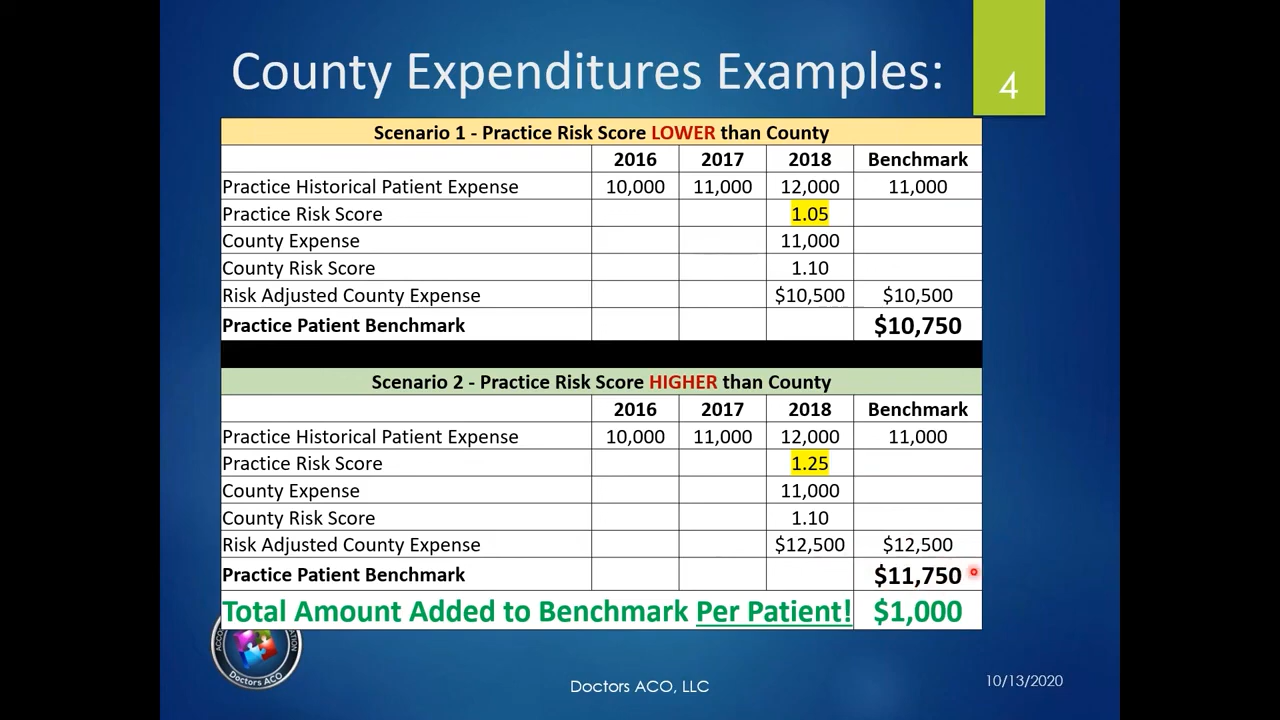 County Expenditures Examples:
4
Scenario 1 - Practice Risk Score LOWER than County
2016 2017 2018 Benchmark
Practice Historical Patient Expense 10,000 11,000 12,000 11,000
Practice Risk Score 1.05
County Expense 11,000
County Risk Score 1.10
Risk Adjusted County Expense $10,500 $10,500
Practice Patient Benchmark $10,750
Scenario 2 - Practice Risk Score HIGHER than County
2016 2017 2018 Benchmark
Practice Historical Patient Expense 10,000 11,000 12,000 11,000
Practice Risk Score 1.25
County Expense 11,000
County Risk Score 1.10
Risk Adjusted County Expense $12,500 $12,500
Practice Patient Benchmark $11,750
Total Amount Added to Benchmark Per Patient! $1,000
Doctors ACO
Doctors ACO, LLC
10/13/2020